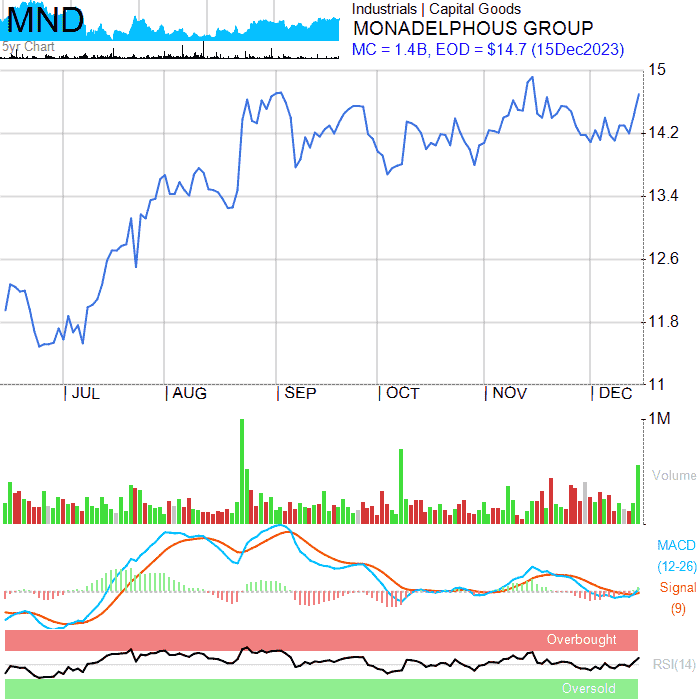 MND
5yr Chart
Industrials | Capital Goods
MONADELPHOUS GROUP
MC = 1.4B, EOD = $14.7 (15Dec2023)
15
14.2
13.4
12.6
11.8
11
JUL
AUG
SEP
OCT
NOV
DEC
1M
Volume
MACD
(12-26)
Signal
(9)
Overbought
RSI(14)
Oversold